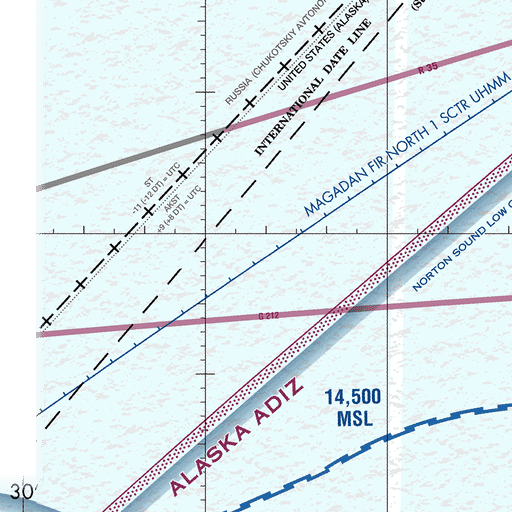 RUSSIA (CHUKOTSKIY AVTONO
UNITED STATES (ALASKA)
INTERNATIONAL DATE LINE
R 35
MAGADAN FIR/NORTH 1 SCTR UHMM
ST
-11 (-12 DT) = UTC
AKST
+9 (+8 DT) = UTC
NORTON SOUND LOW
G 212
ALASKA ADIZ
14,500
MSL
30'